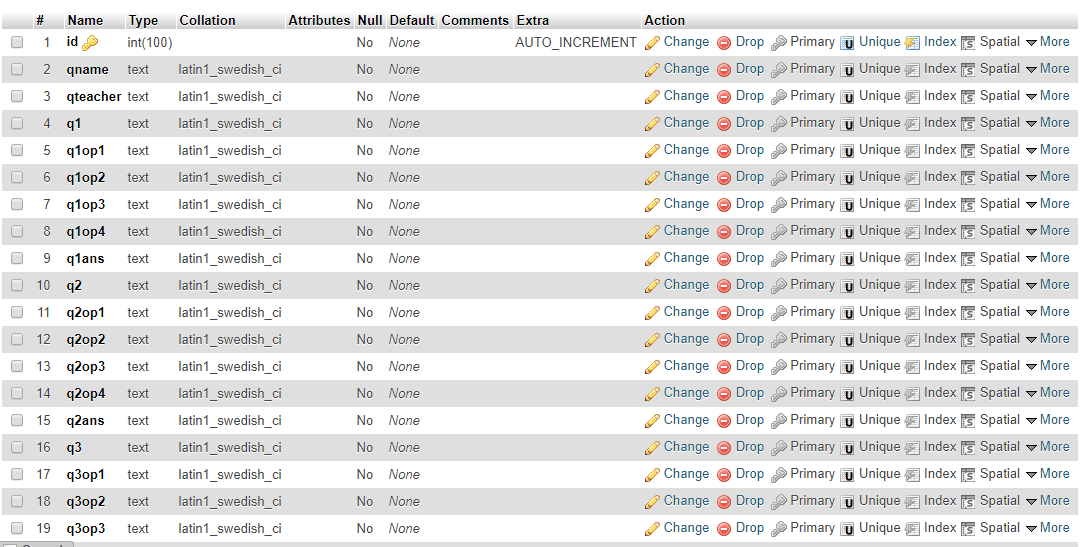 # Name Type Collation Attributes Null Default Comments Extra Action
1 id int(100) No None AUTO_INCREMENT Change Drop Primary Unique Index Spatial More
2 qname text latin1_swedish_ci No None Change Drop Primary Unique Index Spatial More
3 qteacher text latin1_swedish_ci No None Change Drop Primary Unique Index Spatial More
4 q1 text latin1_swedish_ci No None Change Drop Primary Unique Index Spatial More
5 q1op1 text latin1_swedish_ci No None Change Drop Primary Unique Index Spatial More
6 q1op2 text latin1_swedish_ci No None Change Drop Primary Unique Index Spatial More
7 q1op3 text latin1_swedish_ci No None Change Drop Primary Unique Index Spatial More
8 q1op4 text latin1_swedish_ci No None Change Drop Primary Unique Index Spatial More
9 q1ans text latin1_swedish_ci No None Change Drop Primary Unique Index Spatial More
10 q2 text latin1_swedish_ci No None Change Drop Primary Unique Index Spatial More
11 q2op1 text latin1_swedish_ci No None Change Drop Primary Unique Index Spatial More
12 q2op2 text latin1_swedish_ci No None Change Drop Primary Unique Index Spatial More
13 q2op3 text latin1_swedish_ci No None Change Drop Primary Unique Index Spatial More
14 q2op4 text latin1_swedish_ci No None Change Drop Primary Unique Index Spatial More
15 q2ans text latin1_swedish_ci No None Change Drop Primary Unique Index Spatial More
16 q3 text latin1_swedish_ci No None Change Drop Primary Unique Index Spatial More
17 q3op1 text latin1_swedish_ci No None Change Drop Primary Unique Index Spatial More
18 q3op2 text latin1_swedish_ci No None Change Drop Primary Unique Index Spatial More
19 q3op3 text latin1_swedish_ci No None Change Drop Primary Unique Index Spatial More